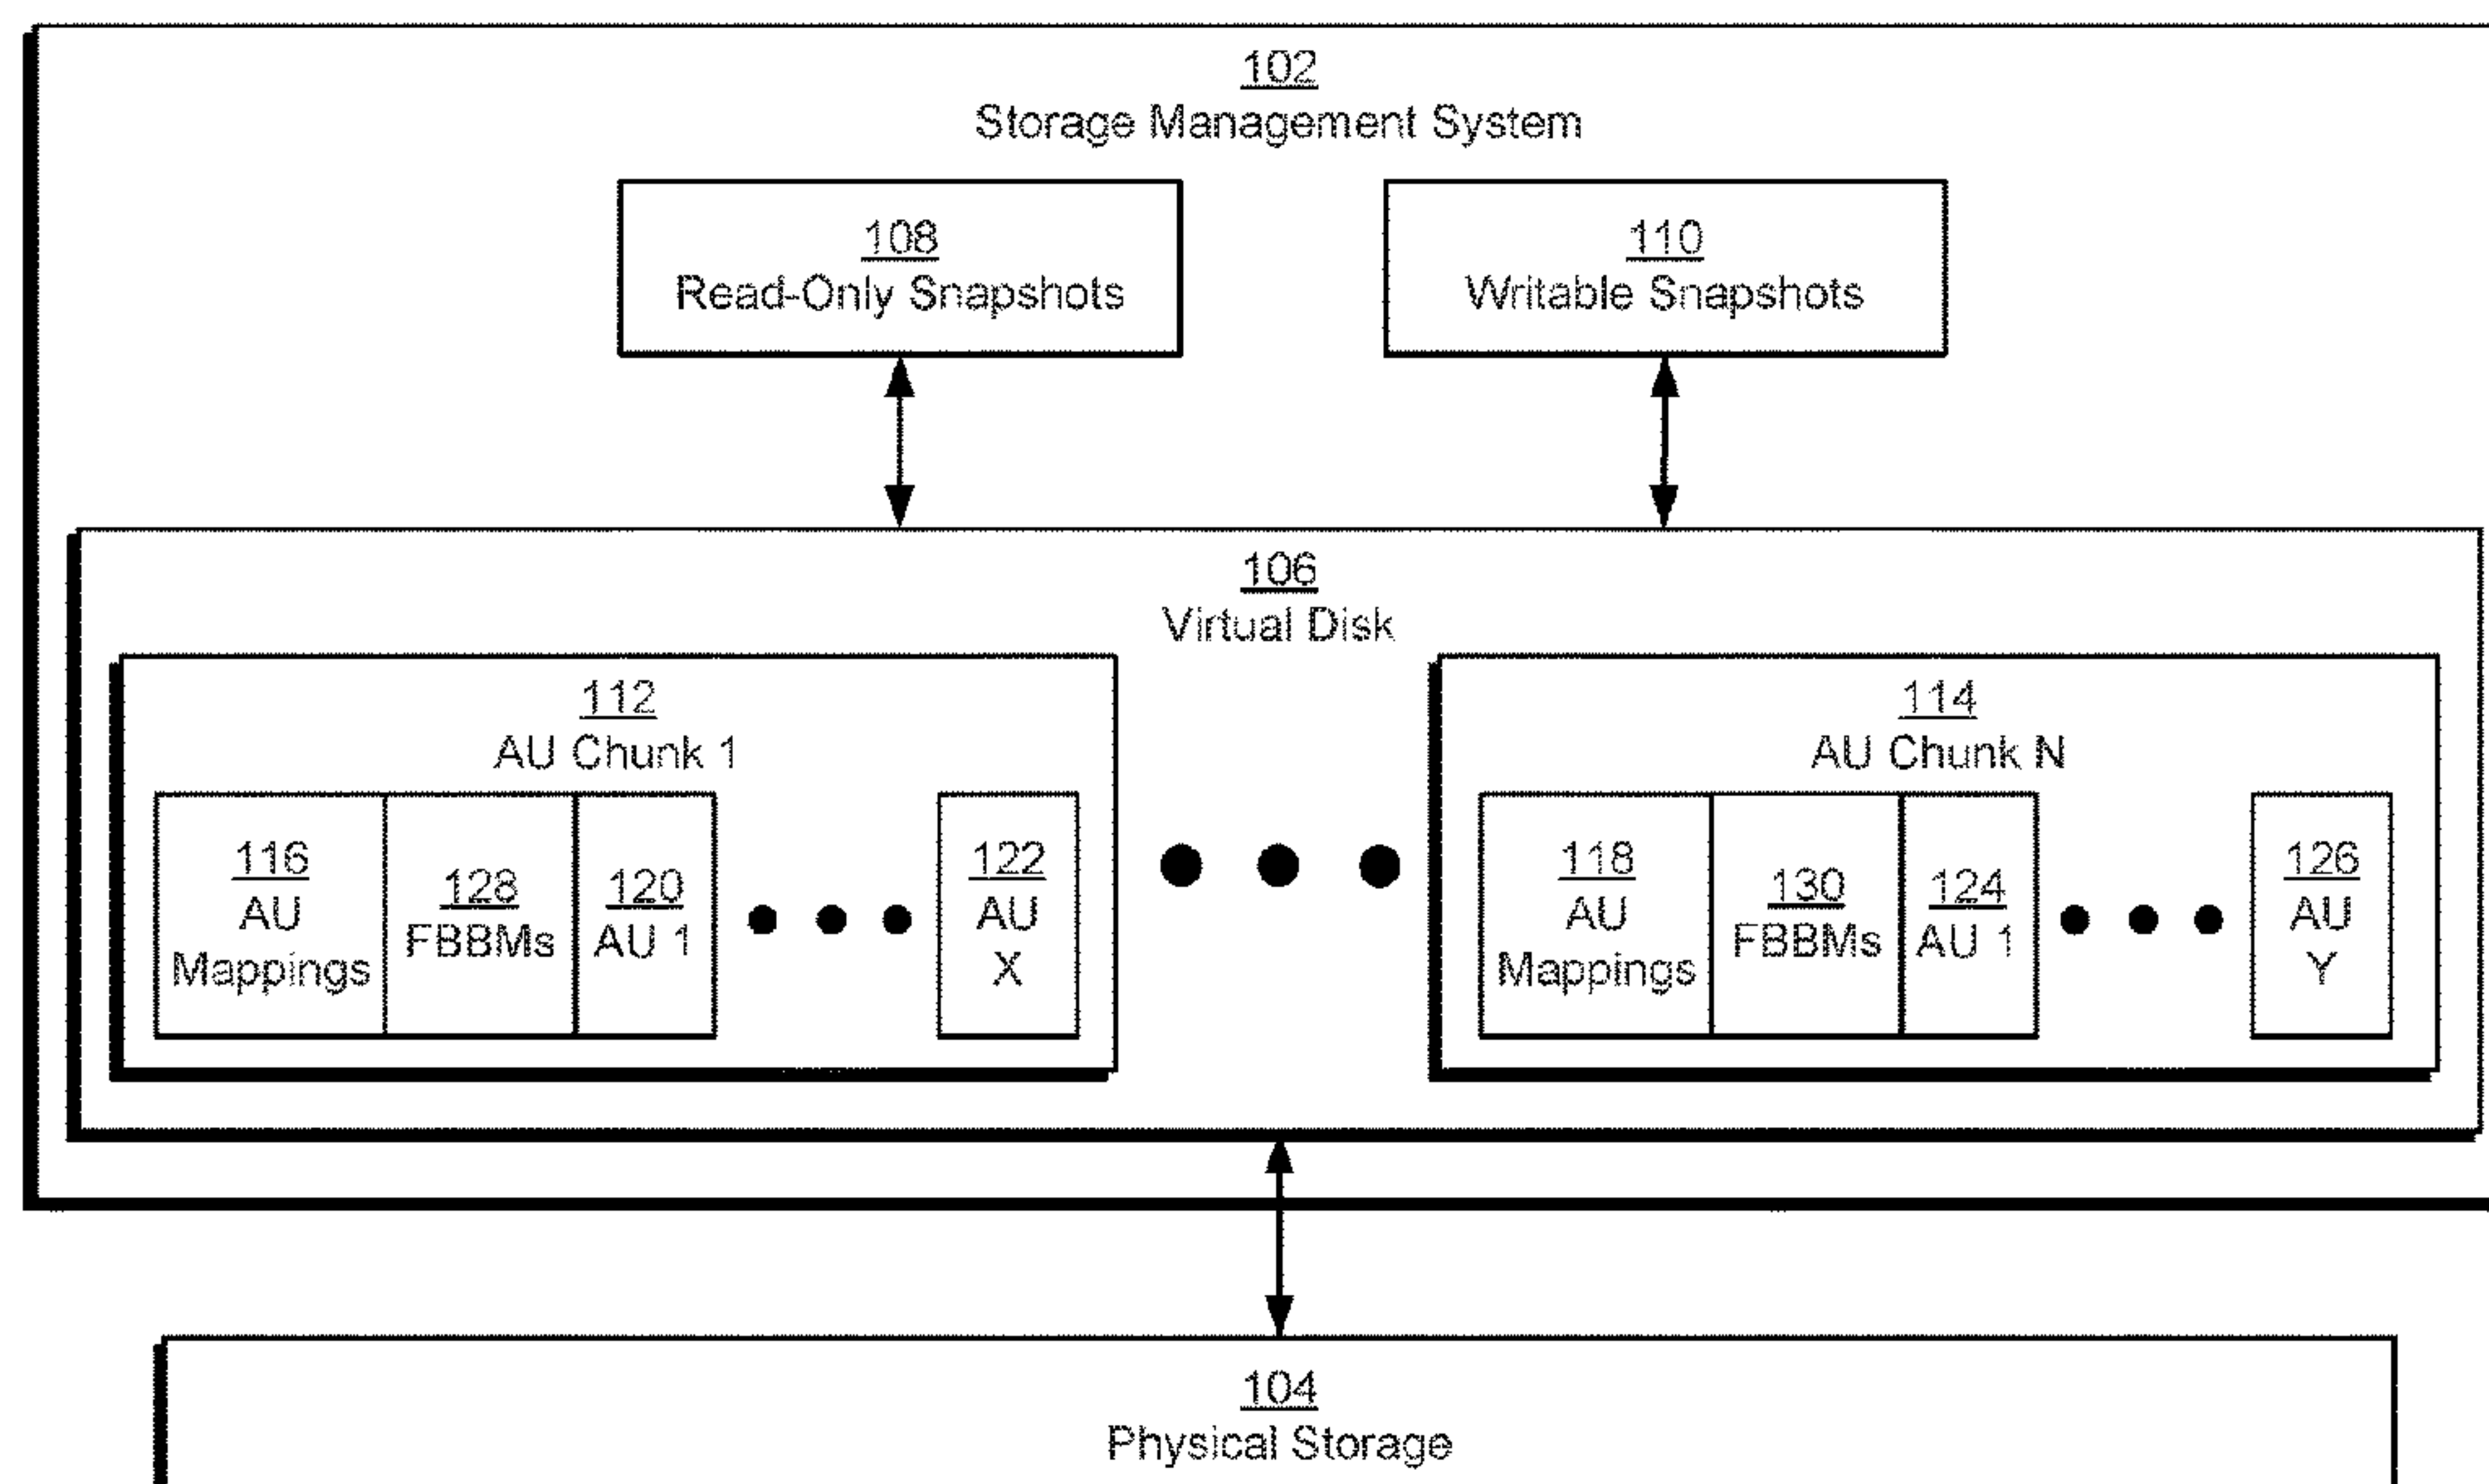 102
Storage Management System
108
Read-Only Snapshots
110
Writable Snapshots
106
Virtual Disk
112
AU Chunk 1
116
AU
Mappings
128
FBBMs
120
AU 1
122
AU
X
114
AU Chunk N
118
AU
Mappings
130
FBBMs
124
AU 1
126
AU
Y
104
Physical Storage